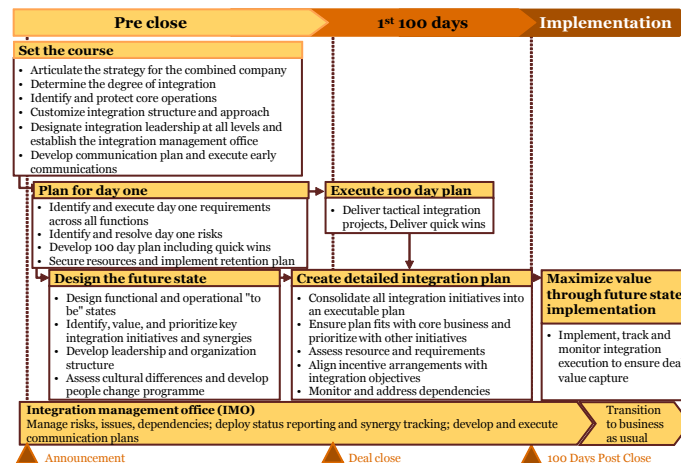 Pre close
1st 100 days
Implementation
Set the course
• Articulate the strategy for the combined company
• Determine the degree of integration
• Identify and protect core operations
• Customize integration structure and approach
• Designate integration leadership at all levels and
establish the integration management office
• Develop communication plan and execute early
communications
Plan for day one
• Identify and execute day one requirements
across all functions
• Identify and resolve day one risks
• Develop 100 day plan including quick wins
• Secure resources and implement retention plan
Execute 100 day plan
• Deliver tactical integration
projects, Deliver quick wins
Design the future state
• Design functional and operational "to
be" states
• Identify, value, and prioritize key
integration initiatives and synergies
• Develop leadership and organization
structure
• Assess cultural differences and develop
people change programme
Create detailed integration plan
• Consolidate all integration initiatives into
an executable plan
• Ensure plan fits with core business and
prioritize with other initiatives
• Assess resource and requirements
• Align incentive arrangements with
integration objectives
• Monitor and address dependencies
Maximize value
through future state
implementation
• Implement, track and
monitor integration
execution to ensure deal
value capture
Integration management office (IMO)
Manage risks, issues, dependencies; deploy status reporting and synergy tracking; develop and execute
communication plans
Transition
to business
as usual
Announcement
Deal close
100 Days Post Close